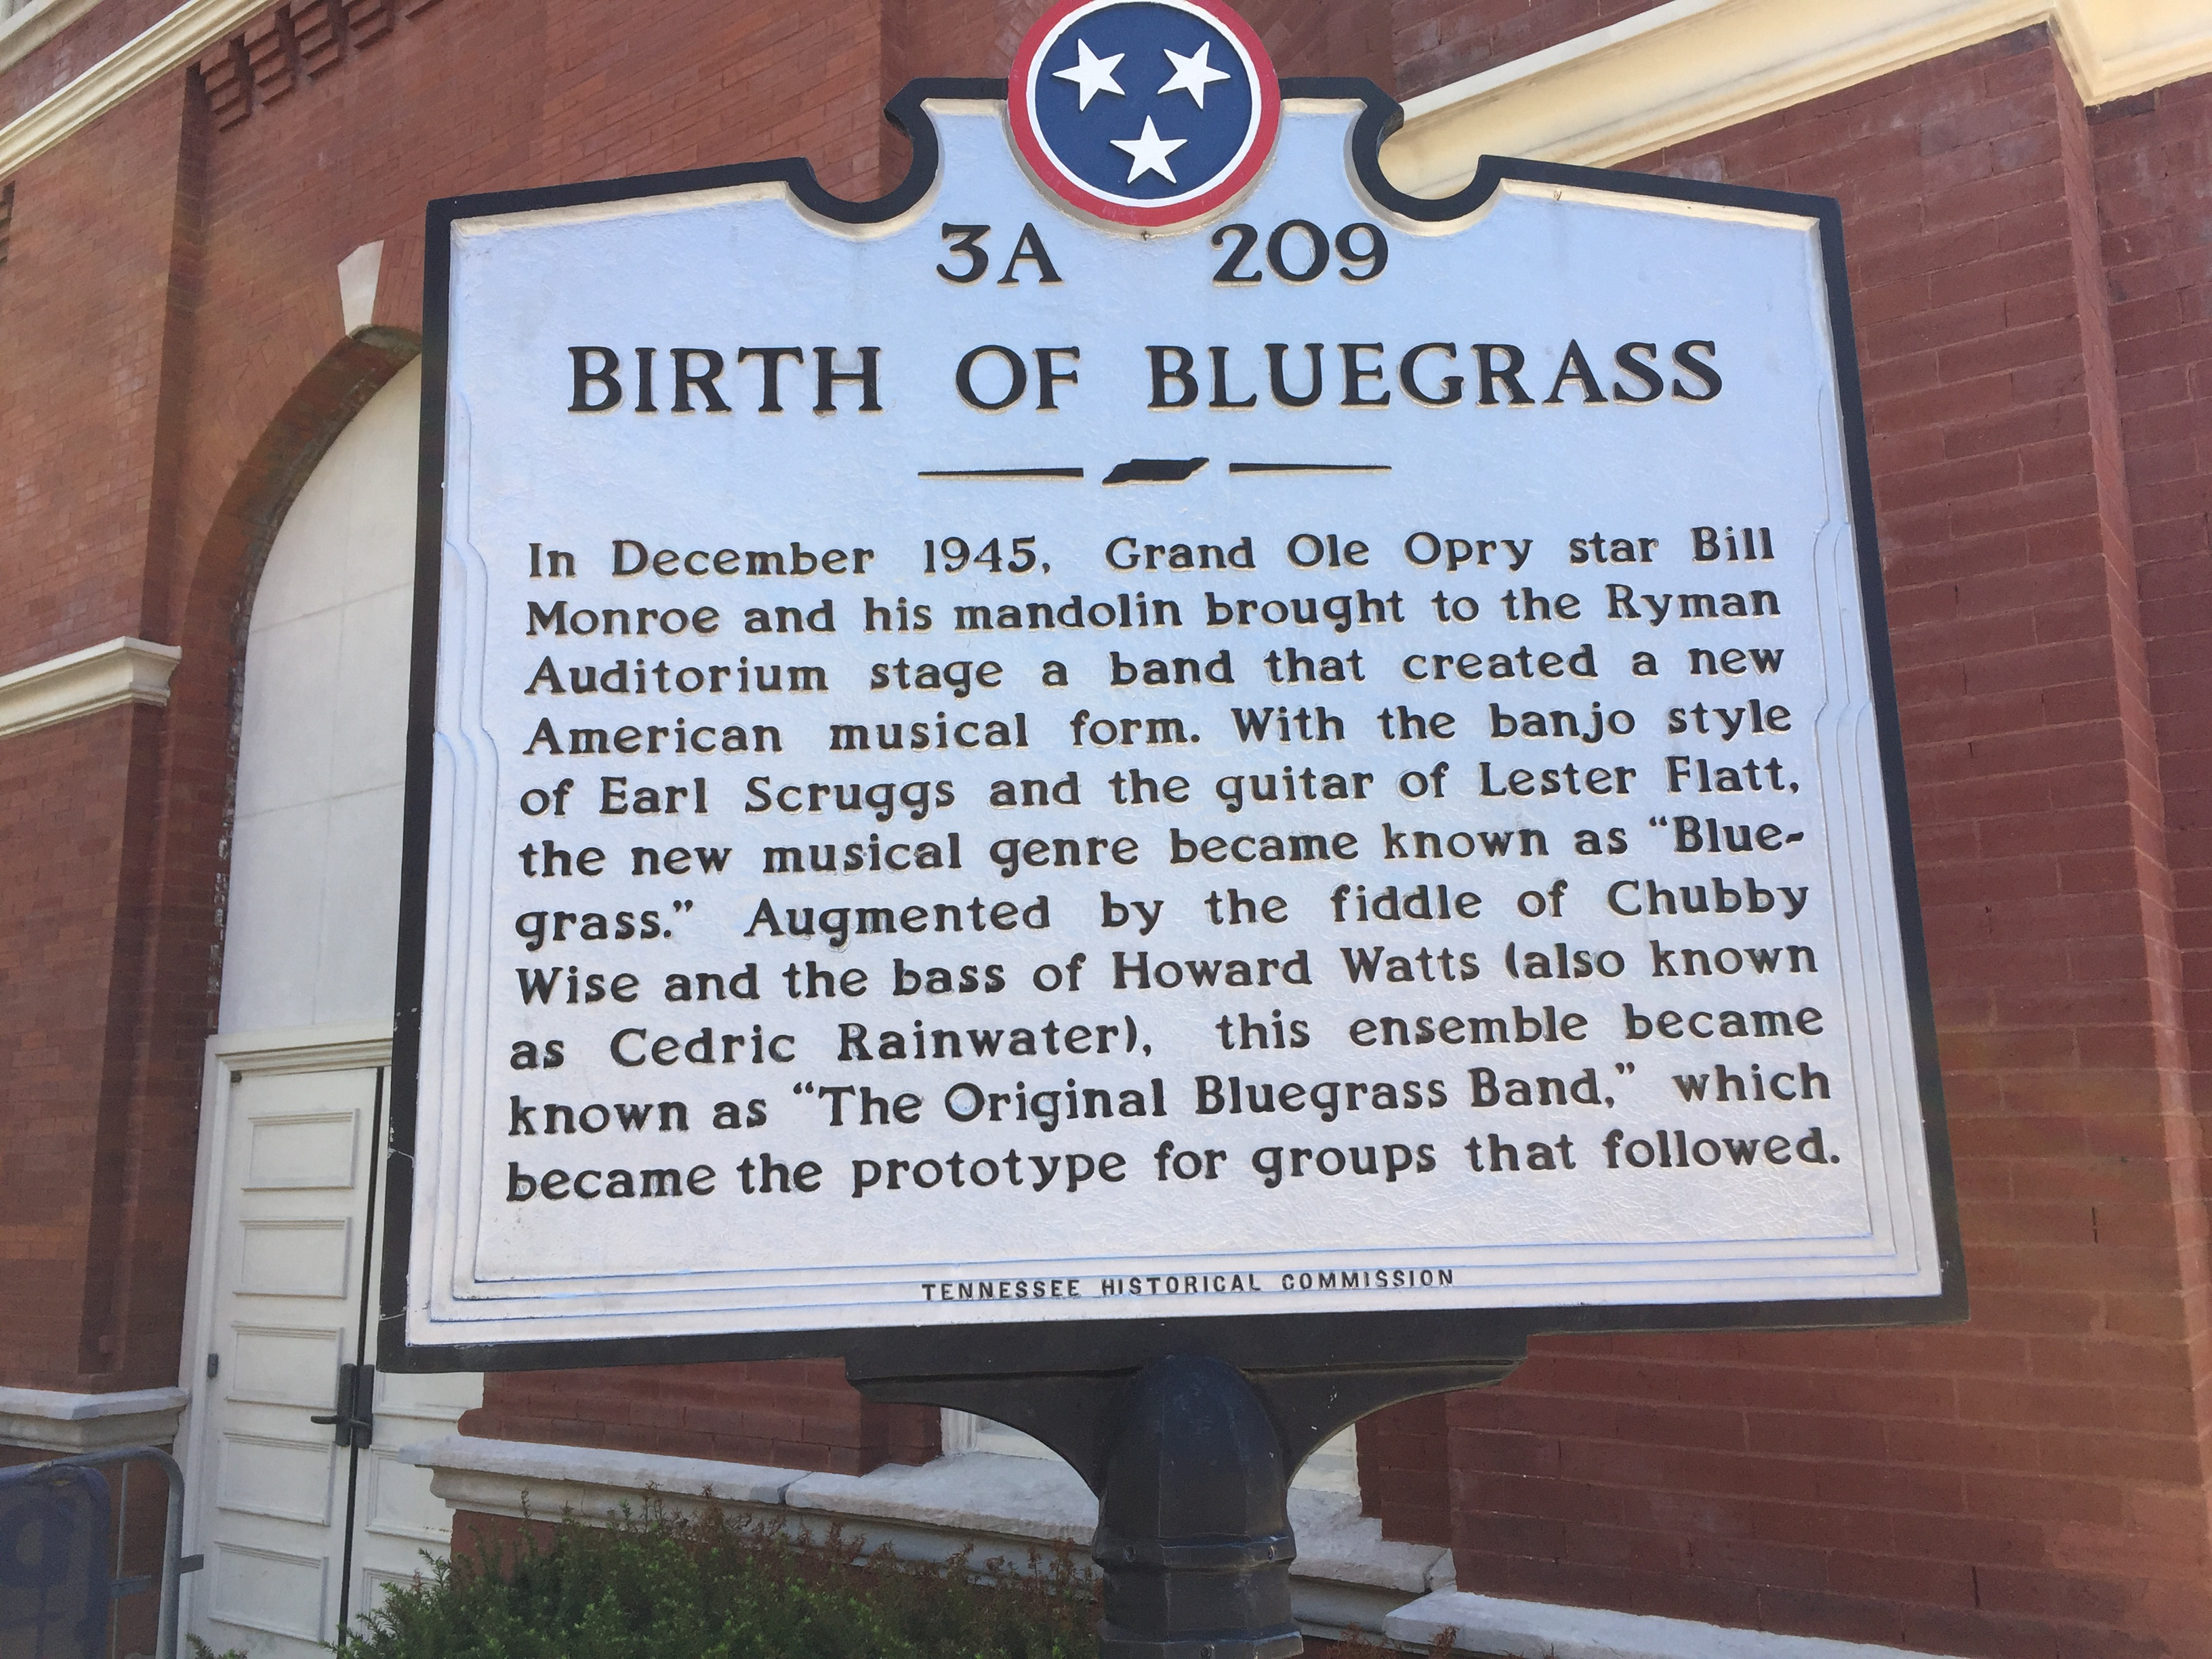 3A 209
BIRTH OF BLUEGRASS
In December 1945, Grand Ole Opry star Bill
Monroe and his mandolin brought to the Ryman
Auditorium stage a band that created a new
American musical form. With the banjo style
of Earl Scruggs and the guitar of Lester Flatt,
the new musical genre became known as “Blue-
grass.” Augmented by the fiddle of Chubby
Wise and the bass of Howard Watts (also known
as Cedric Rainwater), this ensemble became
known as “The Original Bluegrass Band,” which
became the prototype for groups that followed.
TENNESSEE HISTORICAL COMMISSION